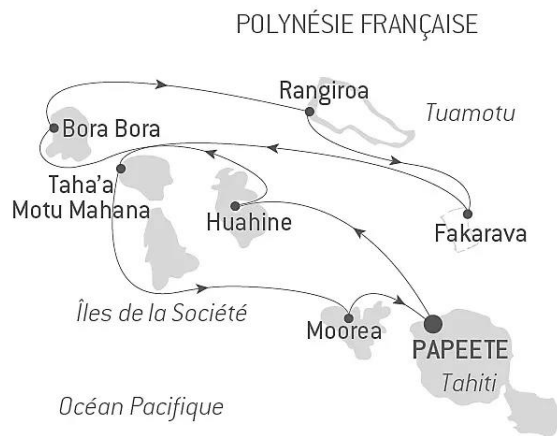 POLYNÉSIE FRANÇAISE
Rangiroa
Tuamotu
Bora Bora
Taha'a
Motu Mahana
Huahine
Fakarava
Îles de la Société
Moorea
PAPEETE
Tahiti
Océan Pacifique